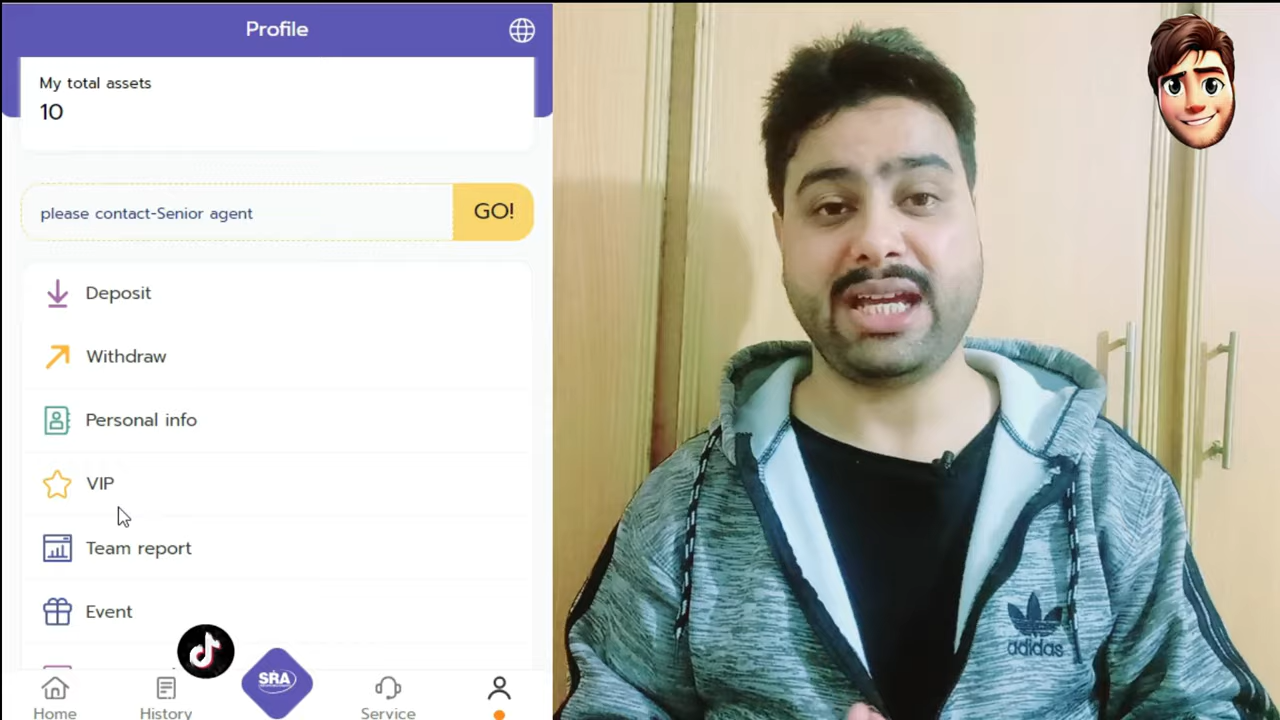 Profile
My total assets
10
please contact-Senior agent
GO!
Deposit
Withdraw
Personal info
VIP
Team report
Event
SRA
Home
History
Service
adidas